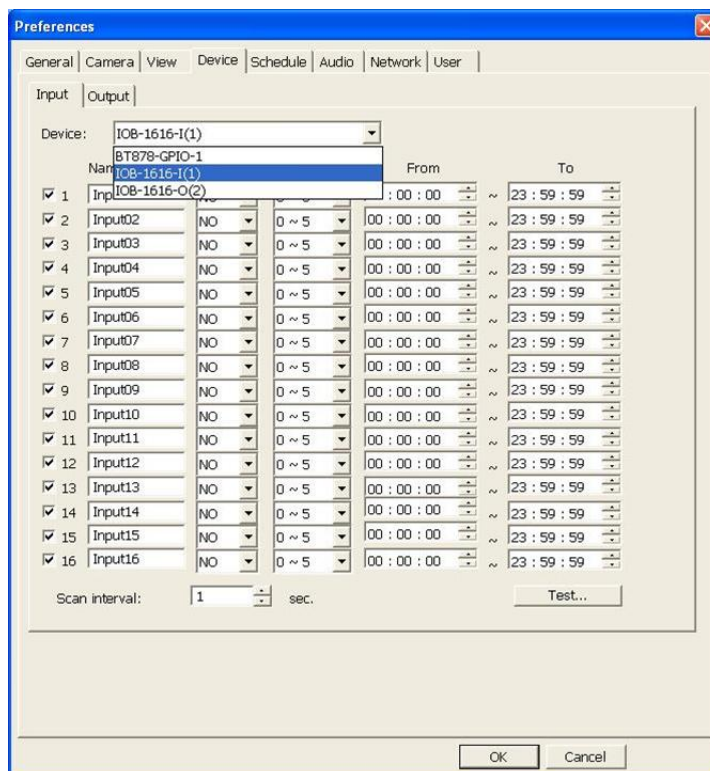 Preferences
General Camera View Device Schedule Audio Network User
Input Output
Device: IOB-1616-I(1)
BT878-GPIO-1
IOB-1616-I(1)
IOB-1616-O(2)
From To
1 : 00 : 00 ~ 23 : 59 : 59
2 Input02 NO 0 ~ 5 00 : 00 : 00 ~ 23 : 59 : 59
3 Input03 NO 0 ~ 5 00 : 00 : 00 ~ 23 : 59 : 59
4 Input04 NO 0 ~ 5 00 : 00 : 00 ~ 23 : 59 : 59
5 Input05 NO 0 ~ 5 00 : 00 : 00 ~ 23 : 59 : 59
6 Input06 NO 0 ~ 5 00 : 00 : 00 ~ 23 : 59 : 59
7 Input07 NO 0 ~ 5 00 : 00 : 00 ~ 23 : 59 : 59
8 Input08 NO 0 ~ 5 00 : 00 : 00 ~ 23 : 59 : 59
9 Input09 NO 0 ~ 5 00 : 00 : 00 ~ 23 : 59 : 59
10 Input10 NO 0 ~ 5 00 : 00 : 00 ~ 23 : 59 : 59
11 Input11 NO 0 ~ 5 00 : 00 : 00 ~ 23 : 59 : 59
12 Input12 NO 0 ~ 5 00 : 00 : 00 ~ 23 : 59 : 59
13 Input13 NO 0 ~ 5 00 : 00 : 00 ~ 23 : 59 : 59
14 Input14 NO 0 ~ 5 00 : 00 : 00 ~ 23 : 59 : 59
15 Input15 NO 0 ~ 5 00 : 00 : 00 ~ 23 : 59 : 59
16 Input16 NO 0 ~ 5 00 : 00 : 00 ~ 23 : 59 : 59
Scan interval: 1 sec. Test...
OK Cancel